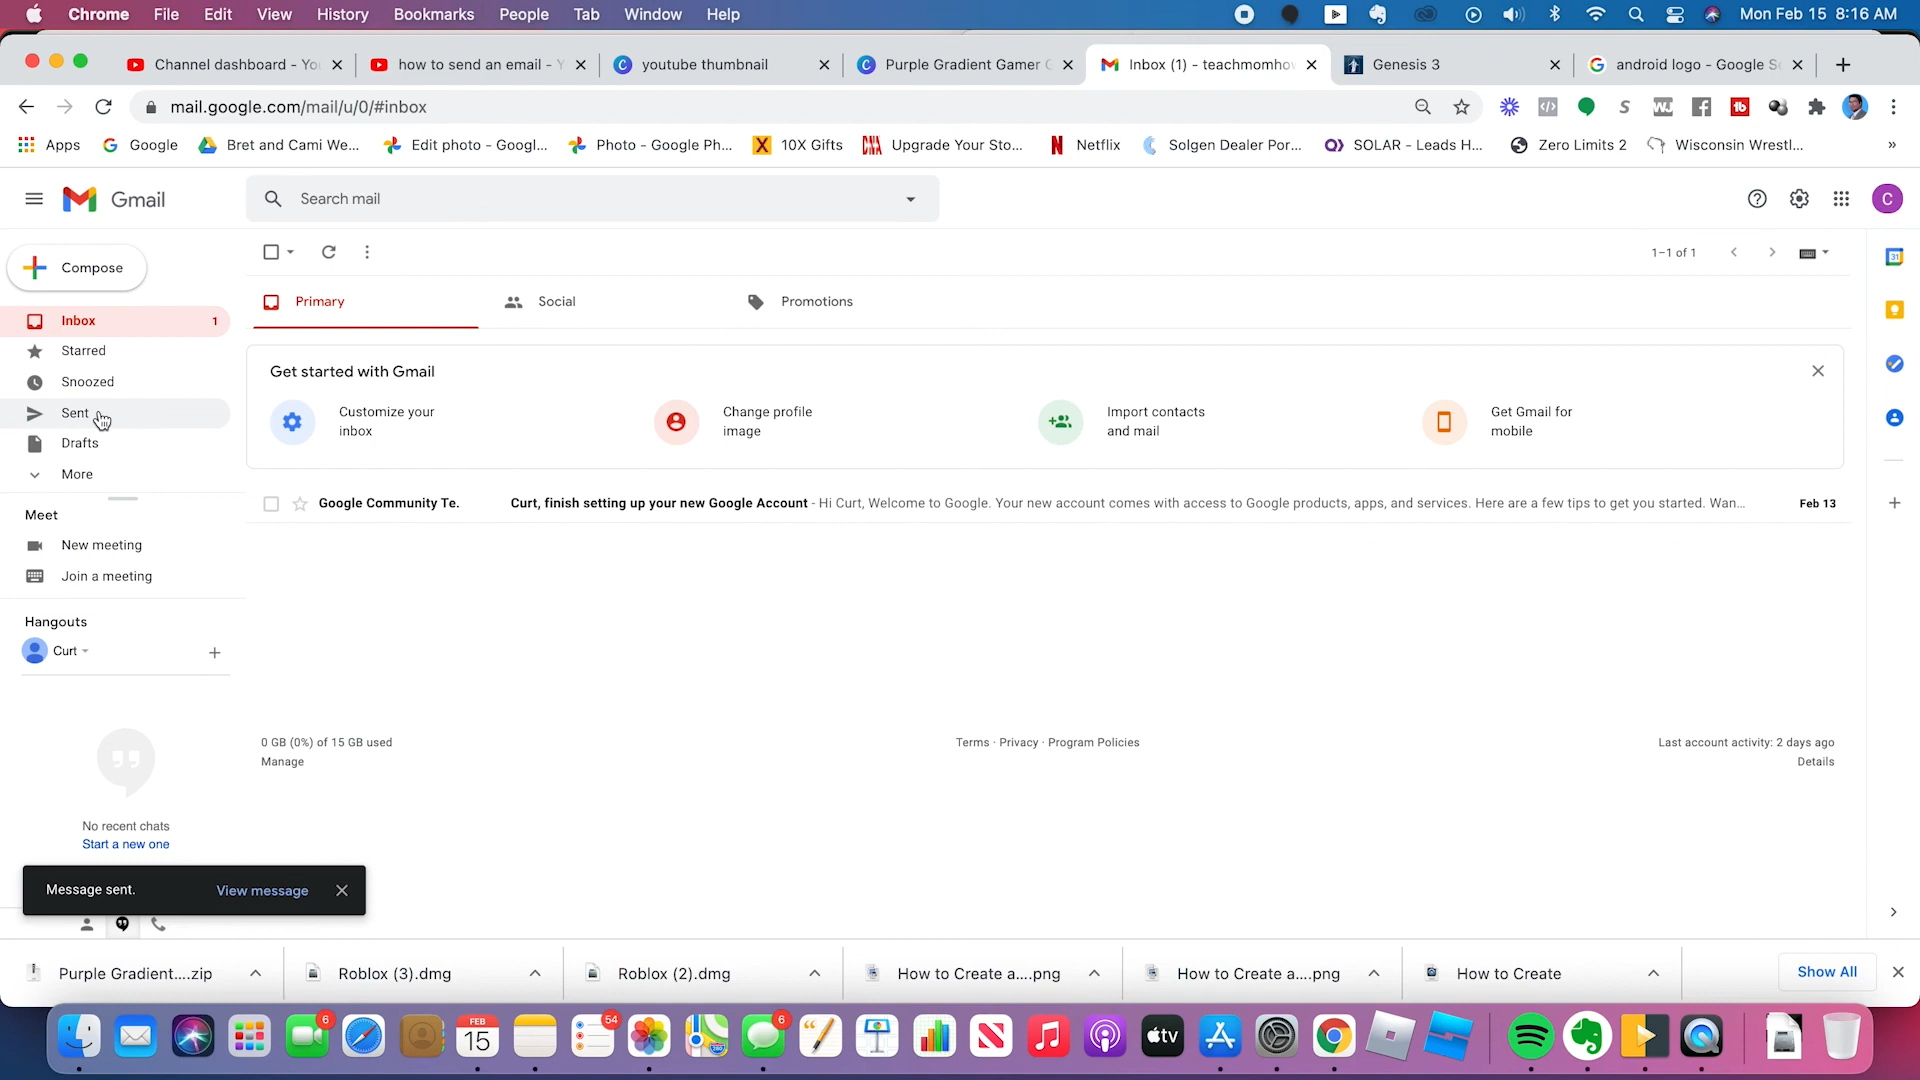 Chrome File Edit View History Bookmarks People Tab Window Help Mon Feb 15 8:16 AM
Channel dashboard - Yo how to send an email - Y youtube thumbnail Purple Gradient Gamer C Inbox (1) - teachmomhow Genesis 3 android logo - Google Se
mail.google.com/mail/u/0/#inbox
Apps Google Bret and Cami We... Edit photo - Googl... Photo - Google Ph... 10X Gifts Upgrade Your Sto... Netflix Solgen Dealer Por... SOLAR - Leads H... Zero Limits 2 Wisconsin Wrestl... »
Gmail Search mail C
Compose
1–1 of 1
Inbox 1
Starred
Snoozed
Sent
Drafts
More
Primary Social Promotions
Get started with Gmail
Customize your
inbox
Change profile
image
Import contacts
and mail
Get Gmail for
mobile
Google Community Te. Curt, finish setting up your new Google Account - Hi Curt, Welcome to Google. Your new account comes with access to Google products, apps, and services. Here are a few tips to get you started. Wan... Feb 13
Meet
New meeting
Join a meeting
Hangouts
Curt
No recent chats
Start a new one
0 GB (0%) of 15 GB used
Manage
Terms · Privacy · Program Policies
Last account activity: 2 days ago
Details
Message sent. View message
Purple Gradient....zip Roblox (3).dmg Roblox (2).dmg How to Create a....png How to Create a....png How to Create Show All
6 FEB 15 54 6 tv